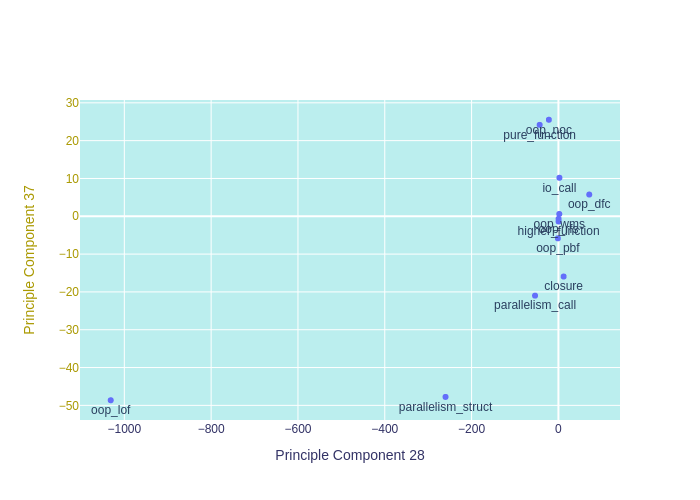 30
20
10
0
−10
−20
−30
−40
−50
Principle Component 37
oop_noc
pure_function
io_call
oop_dfc
oop_wms
higher_function
oop_pbf
closure
parallelism_call
parallelism_struct
oop_lof
−1000
−800
−600
−400
−200
0
Principle Component 28